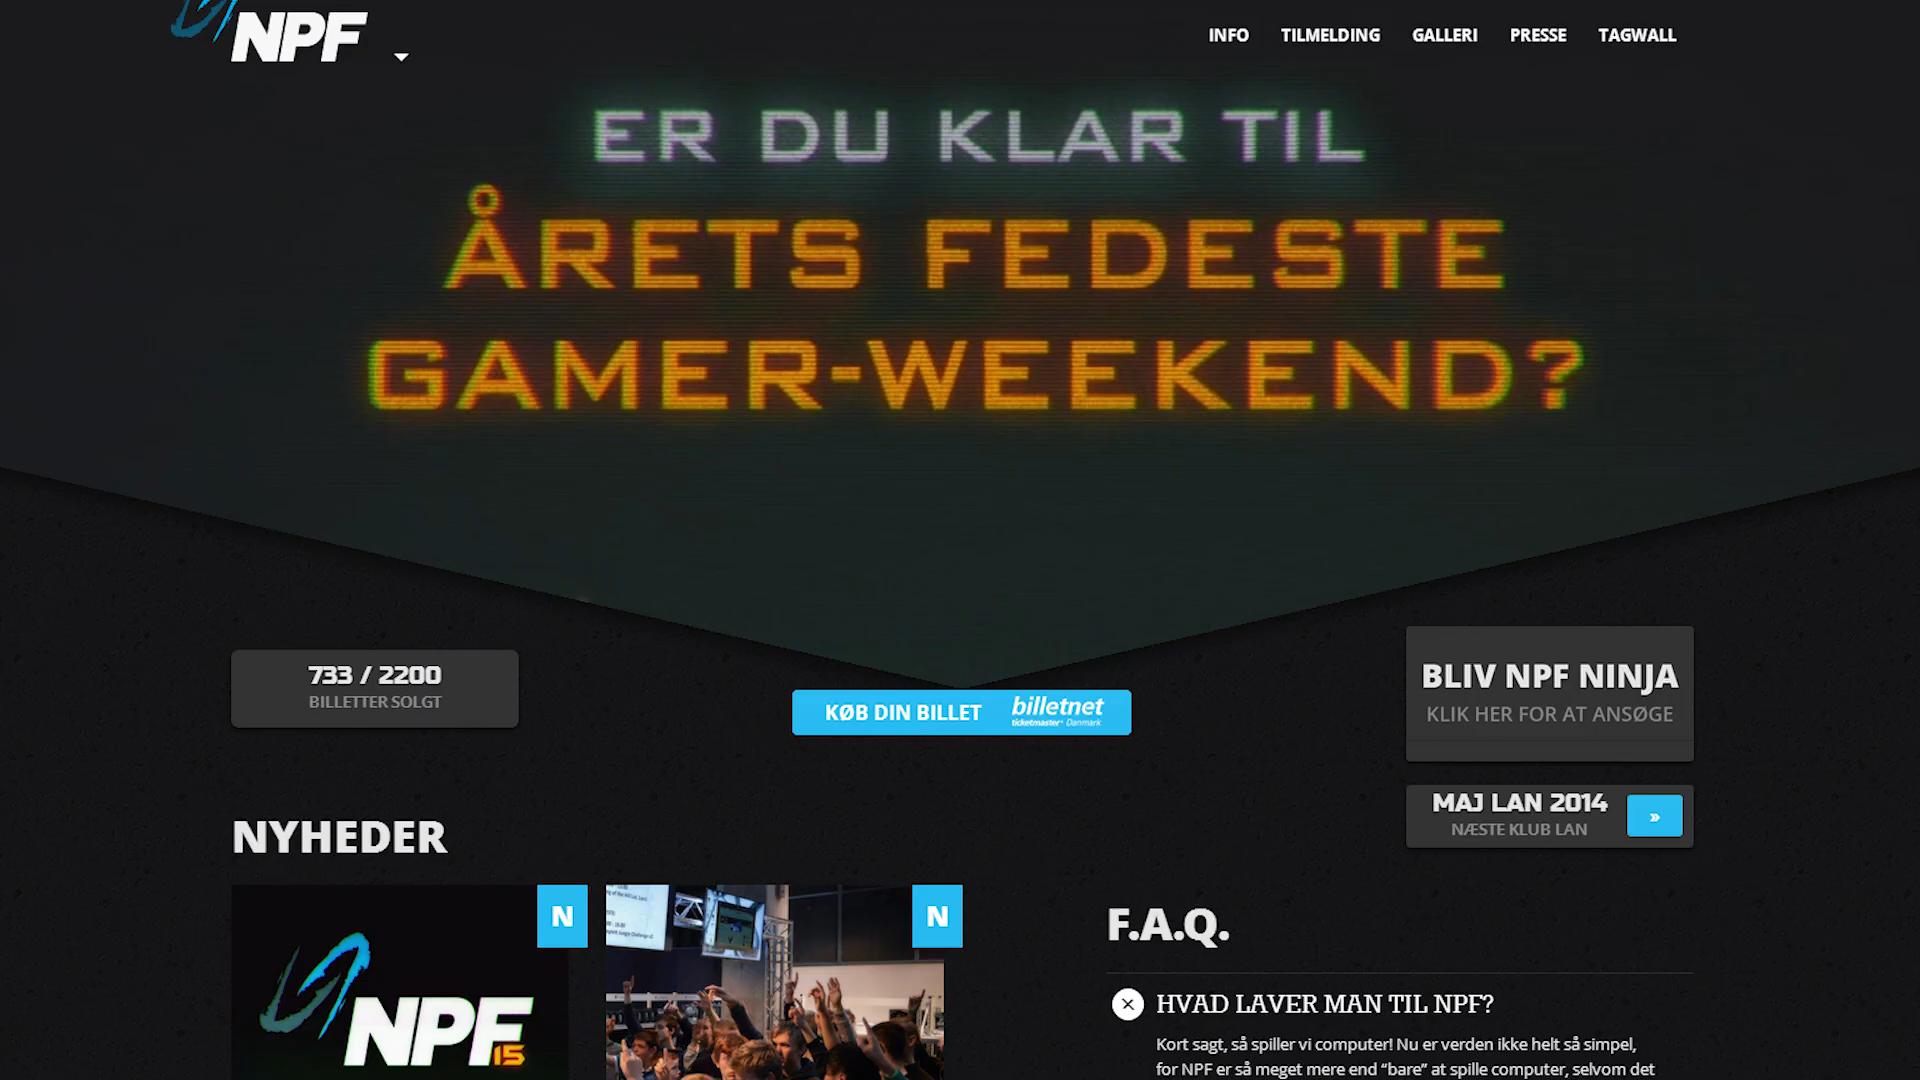 NPF
INFO TILMELDING GALLERI PRESSE TAGWALL
ER DU KLAR TIL
ÅRETS FEDESTE
GAMER-WEEKEND?
733 / 2200
BILLETTER SOLGT
KØB DIN BILLET billetnet
ticketmaster Danmark
BLIV NPF NINJA
KLIK HER FOR AT ANSØGE
MAJ LAN 2014
NÆSTE KLUB LAN
»
NYHEDER
N
NPF15
N
F.A.Q.
HVAD LAVER MAN TIL NPF?
Kort sagt, så spiller vi computer! Nu er verden ikke helt så simpel,
for NPF er så meget mere end “bare” at spille computer, selvom det